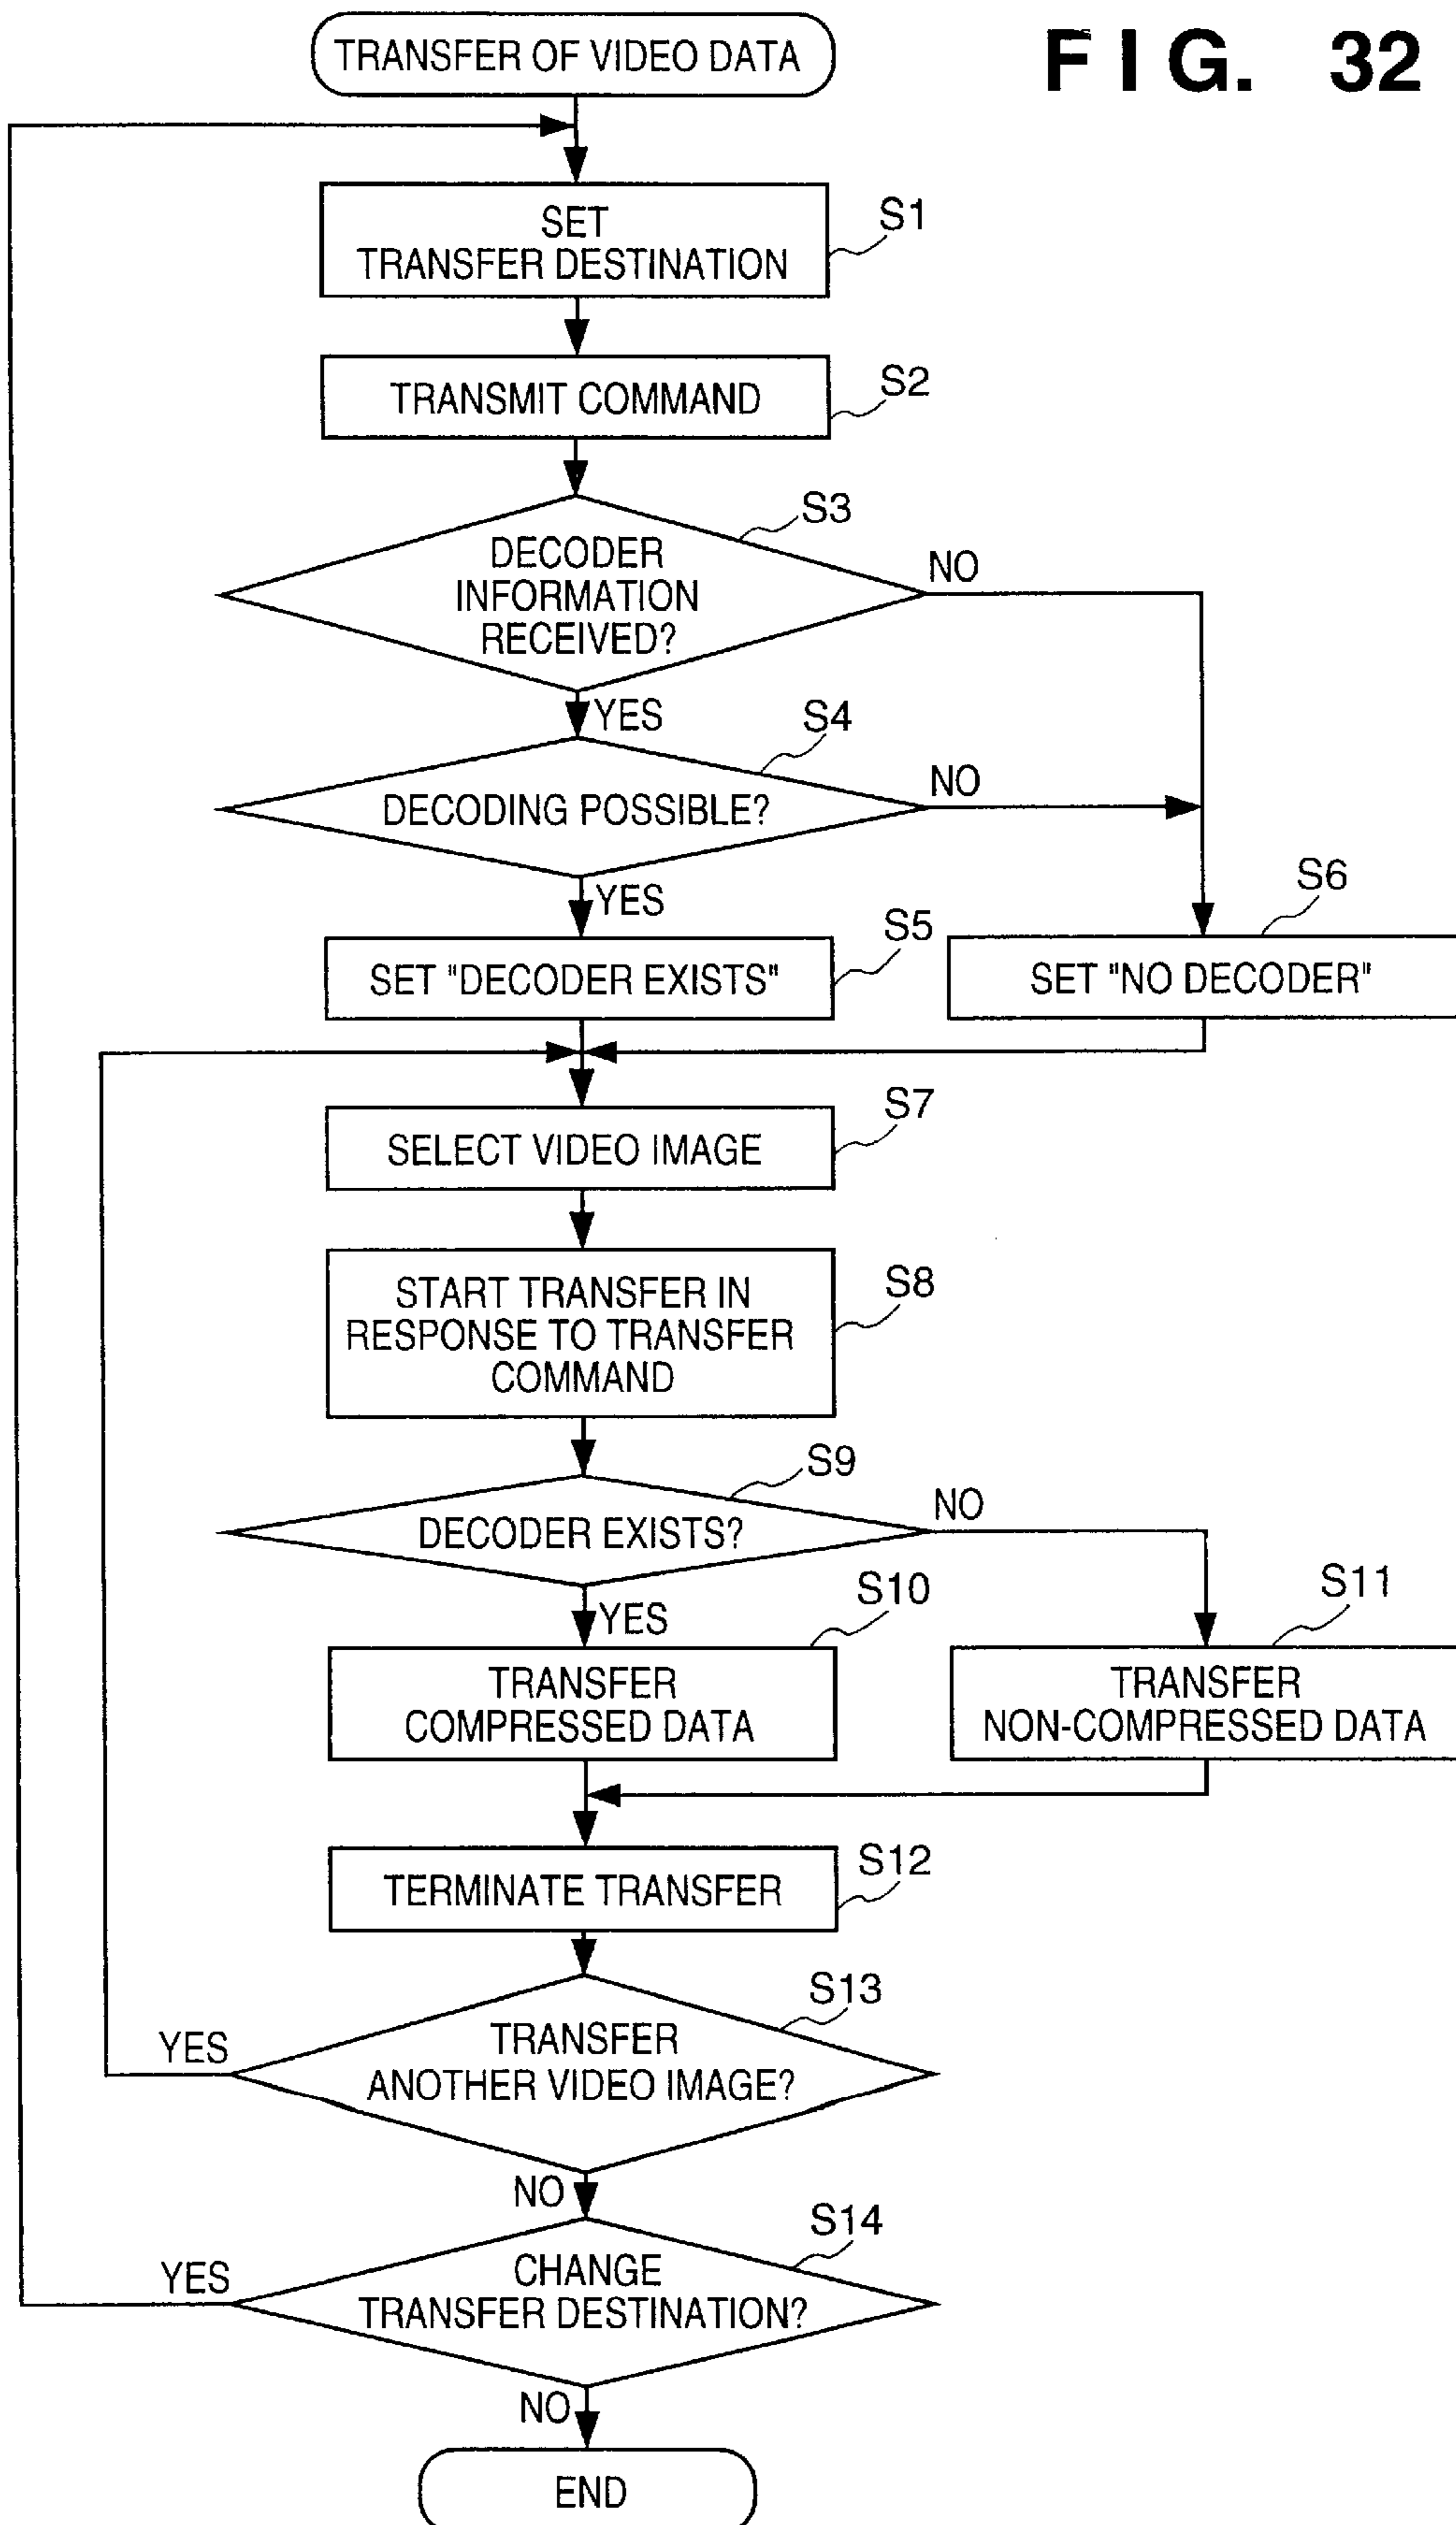 FIG. 32
TRANSFER OF VIDEO DATA
SET
TRANSFER DESTINATION
S1
TRANSMIT COMMAND
S2
DECODER
INFORMATION
RECEIVED?
S3
NO
YES
DECODING POSSIBLE?
S4
NO
YES
SET "DECODER EXISTS"
S5
SET "NO DECODER"
S6
SELECT VIDEO IMAGE
S7
START TRANSFER IN
RESPONSE TO TRANSFER
COMMAND
S8
DECODER EXISTS?
S9
NO
YES
TRANSFER
COMPRESSED DATA
S10
TRANSFER
NON-COMPRESSED DATA
S11
TERMINATE TRANSFER
S12
TRANSFER
ANOTHER VIDEO IMAGE?
S13
YES
NO
CHANGE
TRANSFER DESTINATION?
S14
YES
NO
END